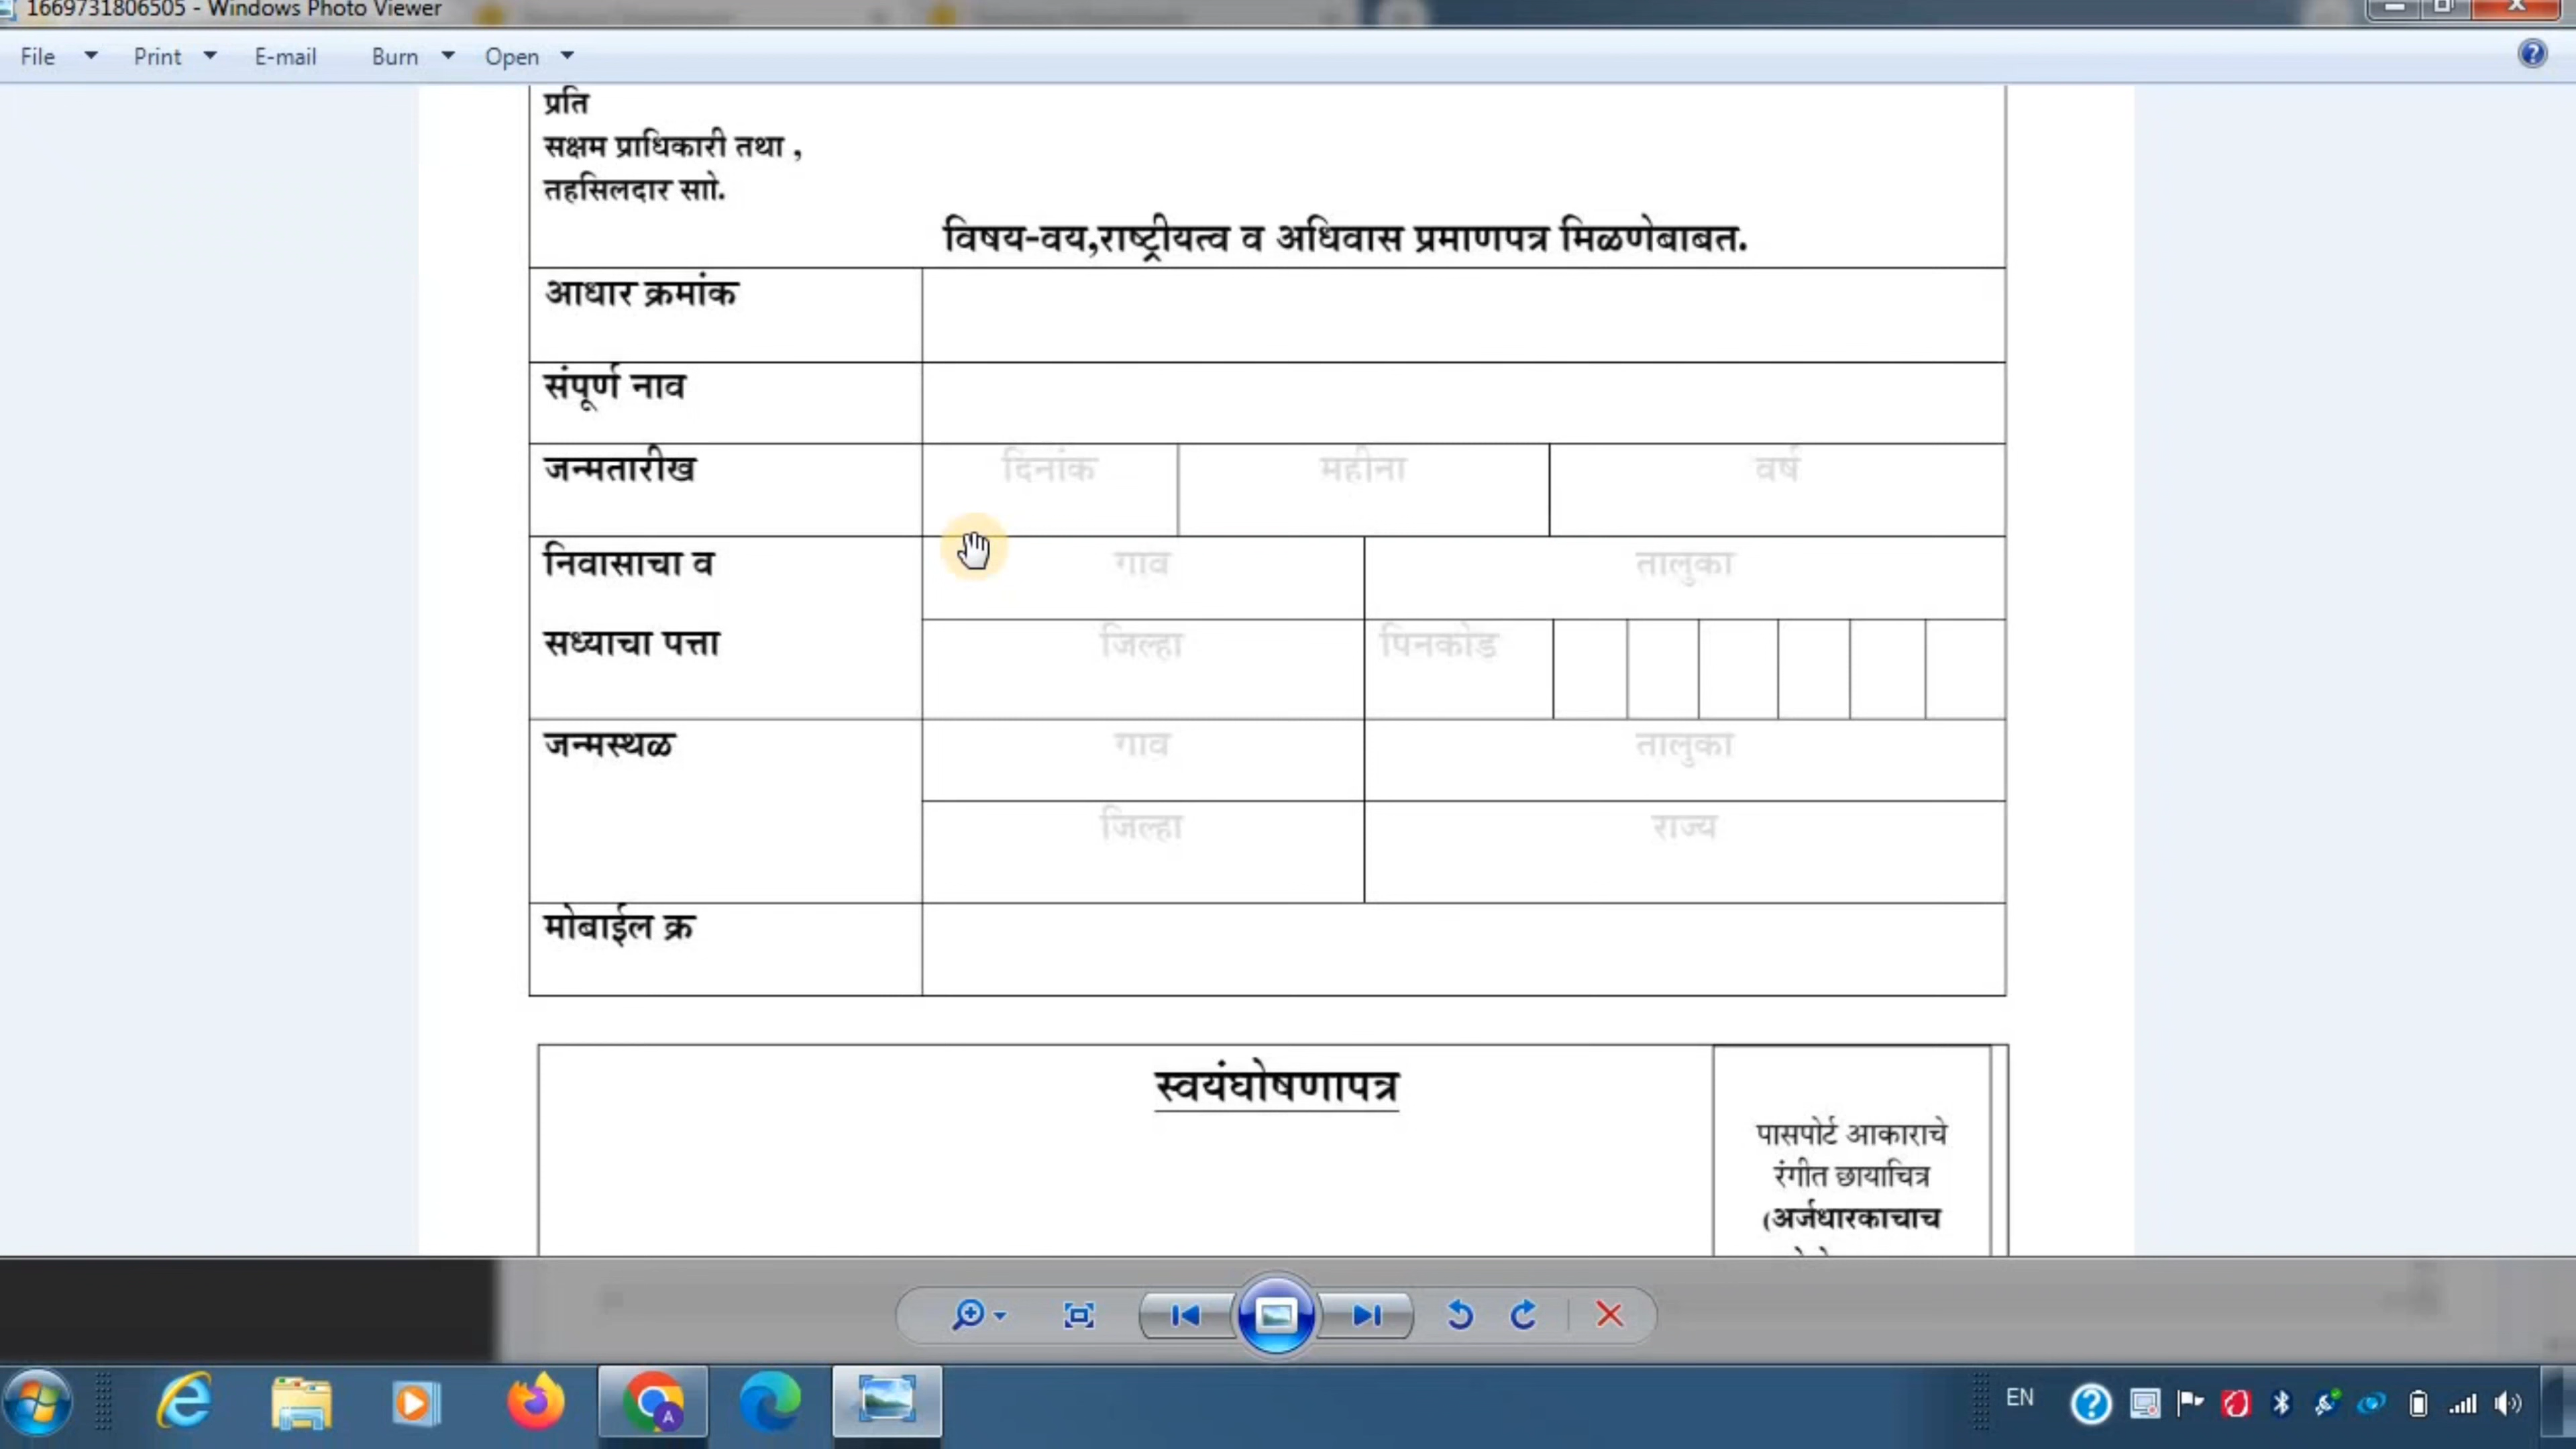 1669731806505 - Windows Photo Viewer
File Print E-mail Burn Open
प्रति
सक्षम प्राधिकारी तथा ,
तहसिलदार साो.
विषय-वय,राष्ट्रीयत्व व अधिवास प्रमाणपत्र मिळणेबाबत.
आधार क्रमांक
संपूर्ण नाव
जन्मतारीख दिनांक महीना वर्ष
निवासाचा व गाव तालुका
सध्याचा पत्ता जिल्हा पिनकोड
जन्मस्थळ गाव तालुका
जिल्हा राज्य
मोबाईल क्र
स्वयंघोषणापत्र
पासपोर्ट आकाराचे
रंगीत छायाचित्र
(अर्जधारकाचाच
EN